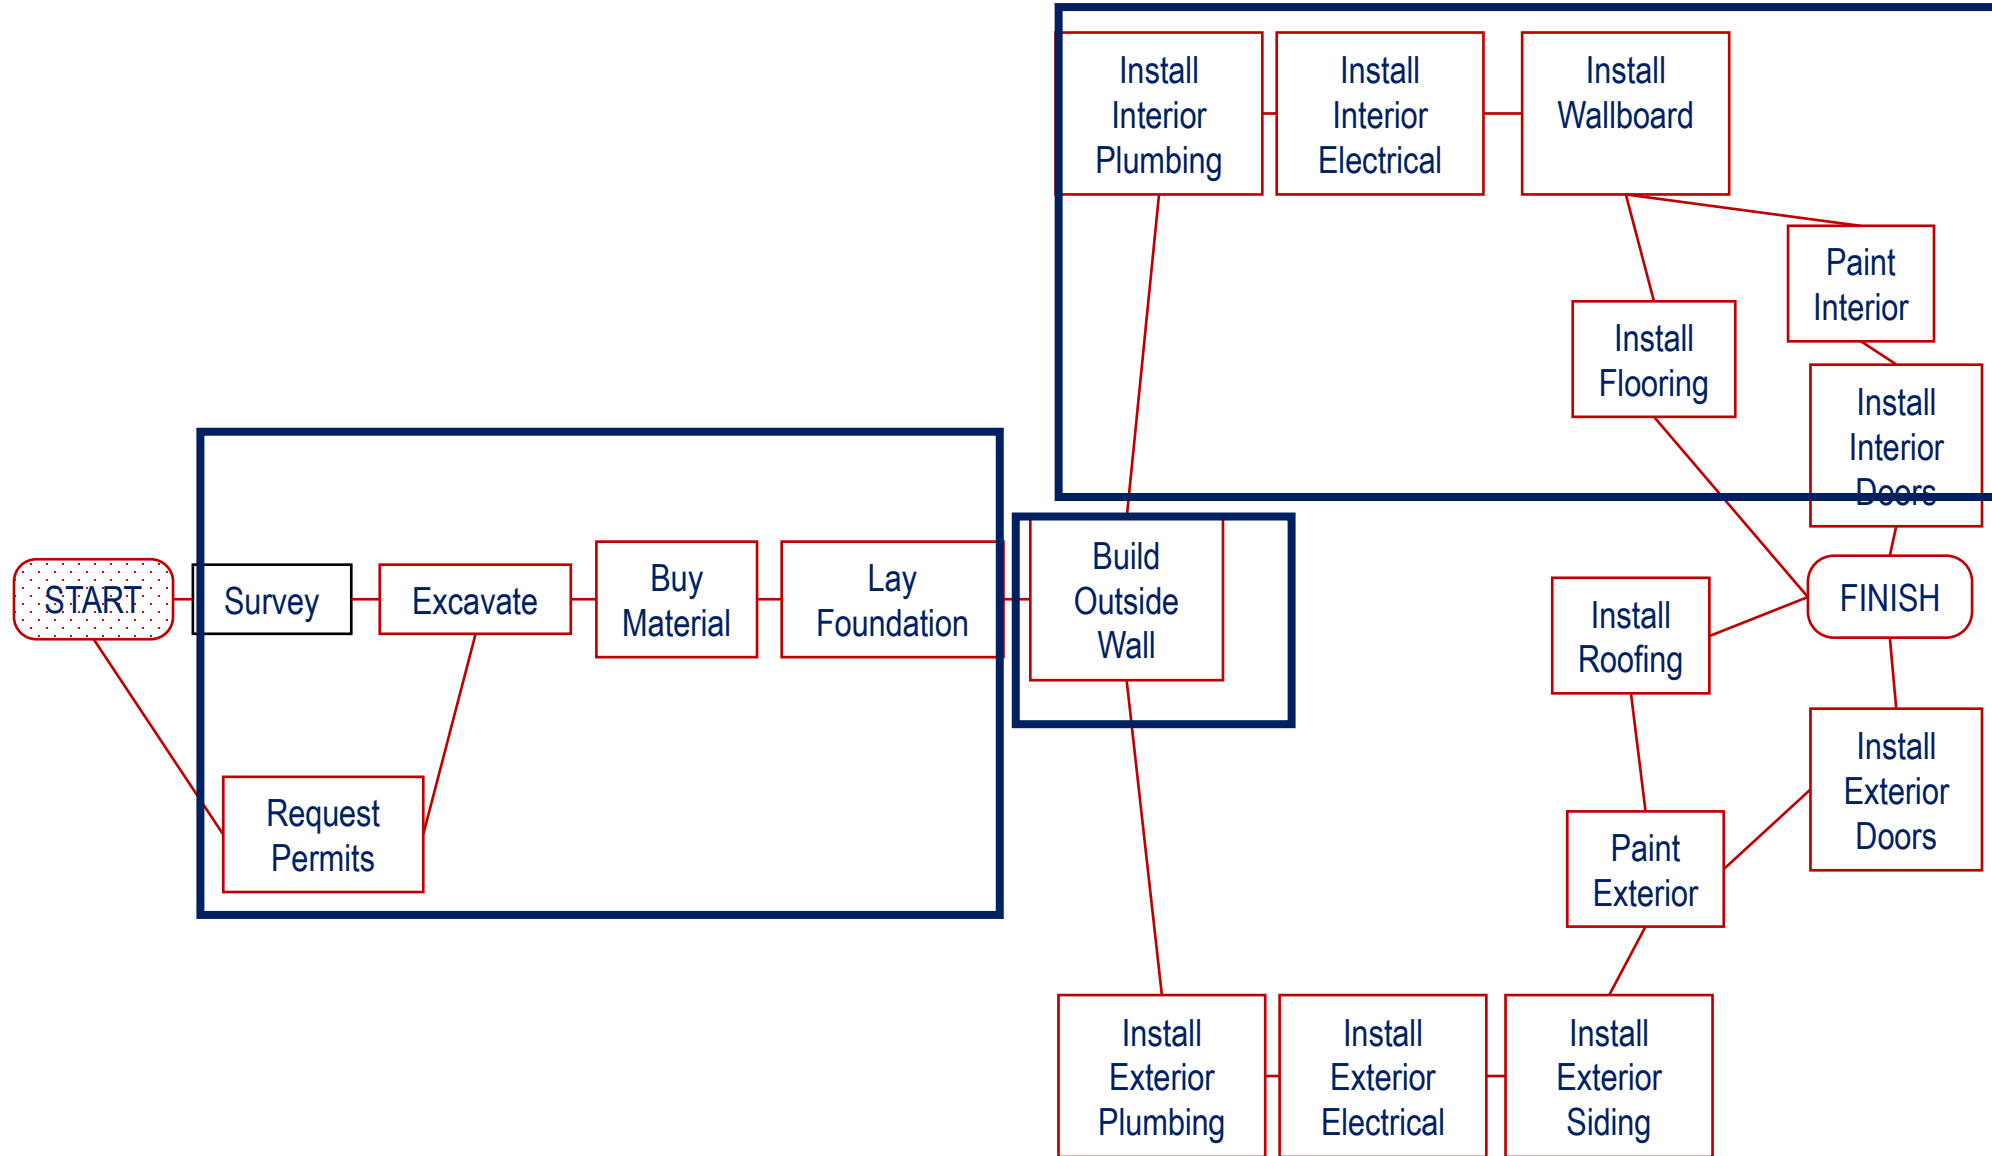 Install
Interior
Plumbing
Install
Interior
Electrical
Install
Wallboard
Paint
Interior
Install
Flooring
Install
Interior
Doors
START
Survey
Excavate
Buy
Material
Lay
Foundation
Build
Outside
Wall
Install
Roofing
FINISH
Request
Permits
Paint
Exterior
Install
Exterior
Doors
Install
Exterior
Plumbing
Install
Exterior
Electrical
Install
Exterior
Siding